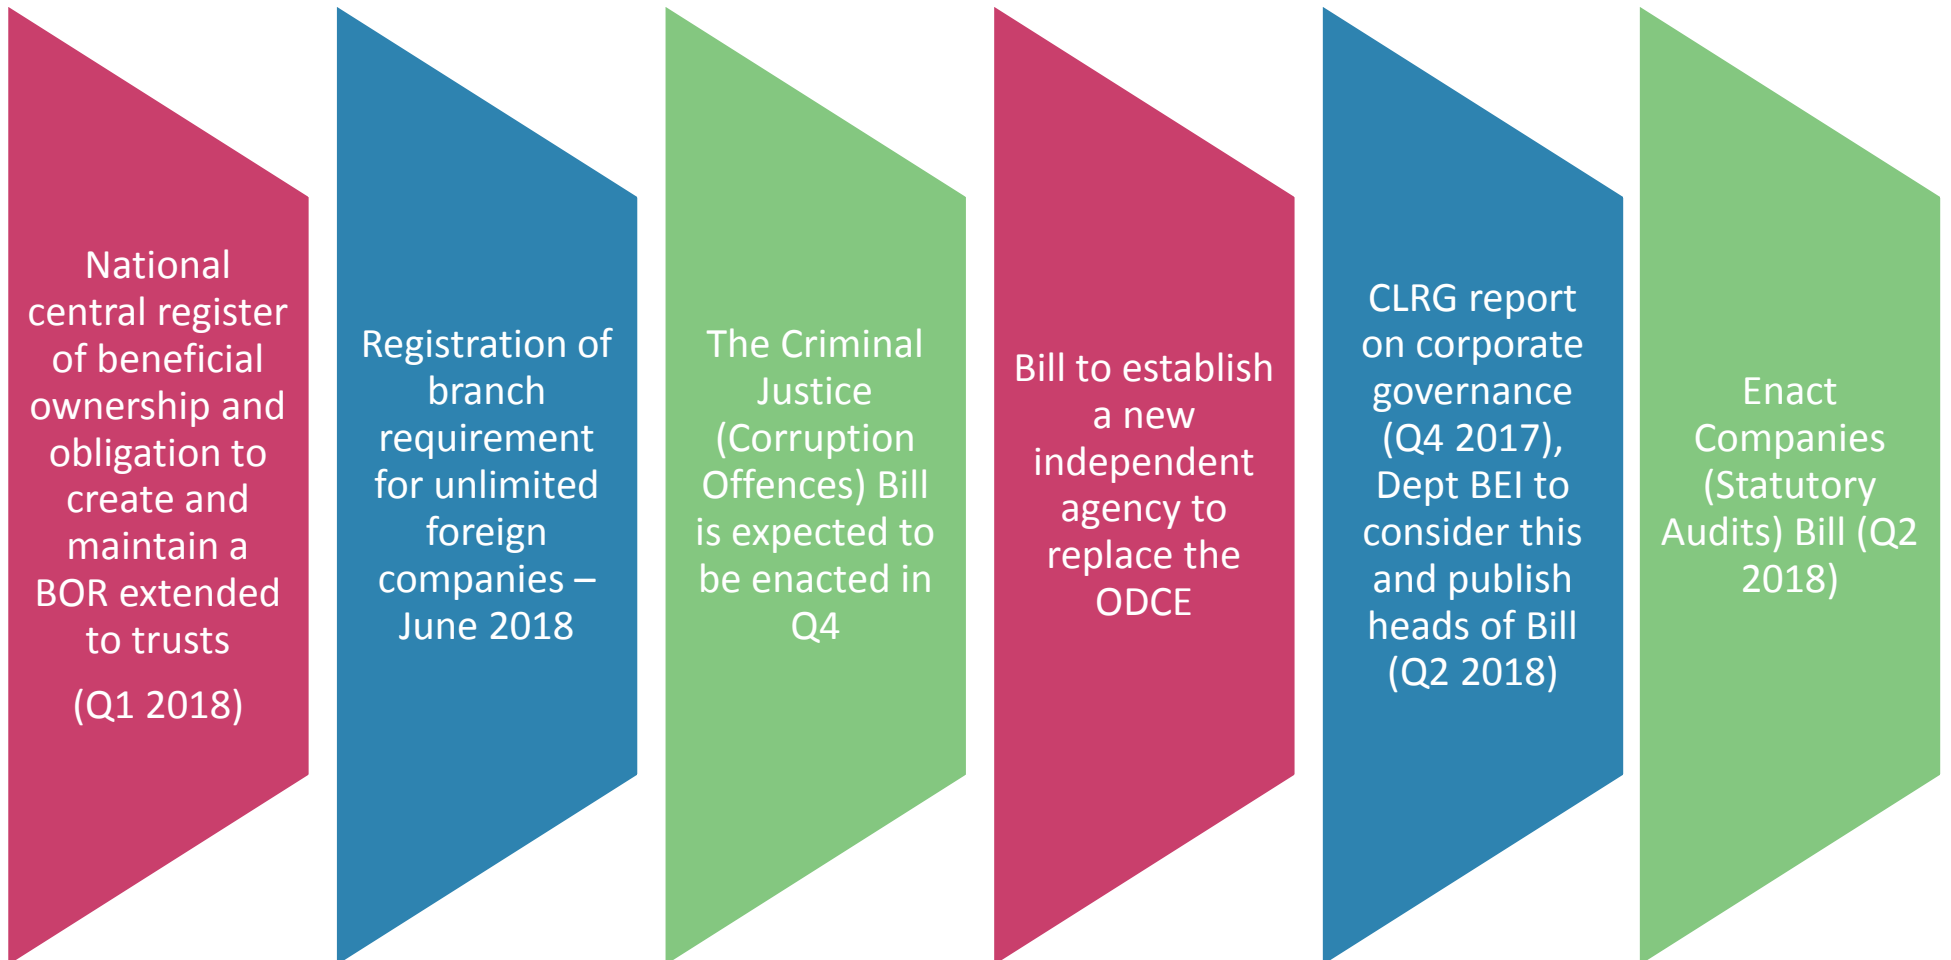 National
central register
of beneficial
ownership and
obligation to
create and
maintain a
BOR extended
to trusts
(Q1 2018)
Registration of
branch
requirement
for unlimited
foreign
companies –
June 2018
The Criminal
Justice
(Corruption
Offences) Bill
is expected to
be enacted in
Q4
Bill to establish
a new
independent
agency to
replace the
ODCE
CLRG report
on corporate
governance
(Q4 2017),
Dept BEI to
consider this
and publish
heads of Bill
(Q2 2018)
Enact
Companies
(Statutory
Audits) Bill (Q2
2018)